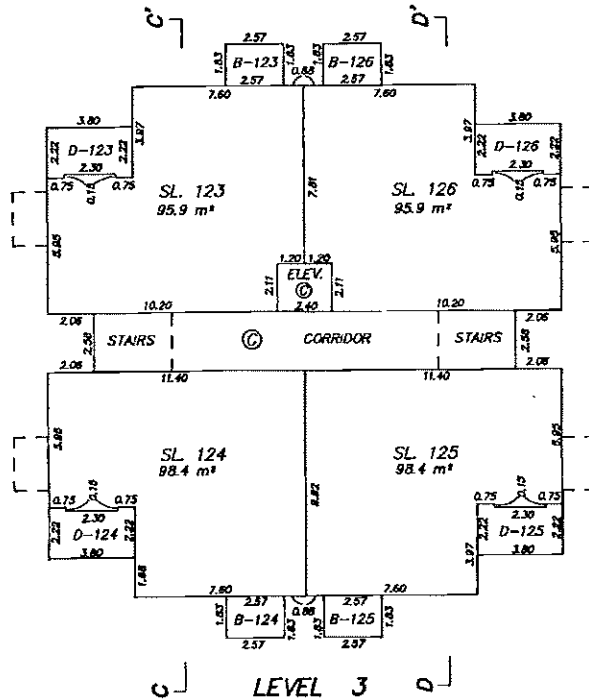 C' D'
2.57 2.57
1.83 B-123 1.83 1.83 B-126 1.83
2.57 0.88 2.57
7.60 7.60
3.80 3.97 3.97 3.80
2.22 D-123 2.22 2.22 D-126 2.22
2.30 2.30
0.75 0.15 0.75 0.75 0.15 0.75
SL. 123 7.81 SL. 126
95.9 m² 95.9 m²
5.95 5.95
1.20 1.20
ELEV.
2.11 © 2.11
10.20 2.40 10.20
2.06 2.06
2.58 STAIRS © CORRIDOR STAIRS 2.58
2.06 2.06
11.40 11.40
5.95 5.95
SL. 124 SL. 125
98.4 m² 98.4 m²
9.82
0.75 0.15 0.75 0.75 0.15 0.75
2.30 2.30
2.22 D-124 2.22 2.22 D-125 2.22
3.80 3.97 3.80
7.60 7.60
2.57 0.88 2.57
1.83 B-124 1.83 1.83 B-125 1.83
2.57 2.57
C D
LEVEL 3